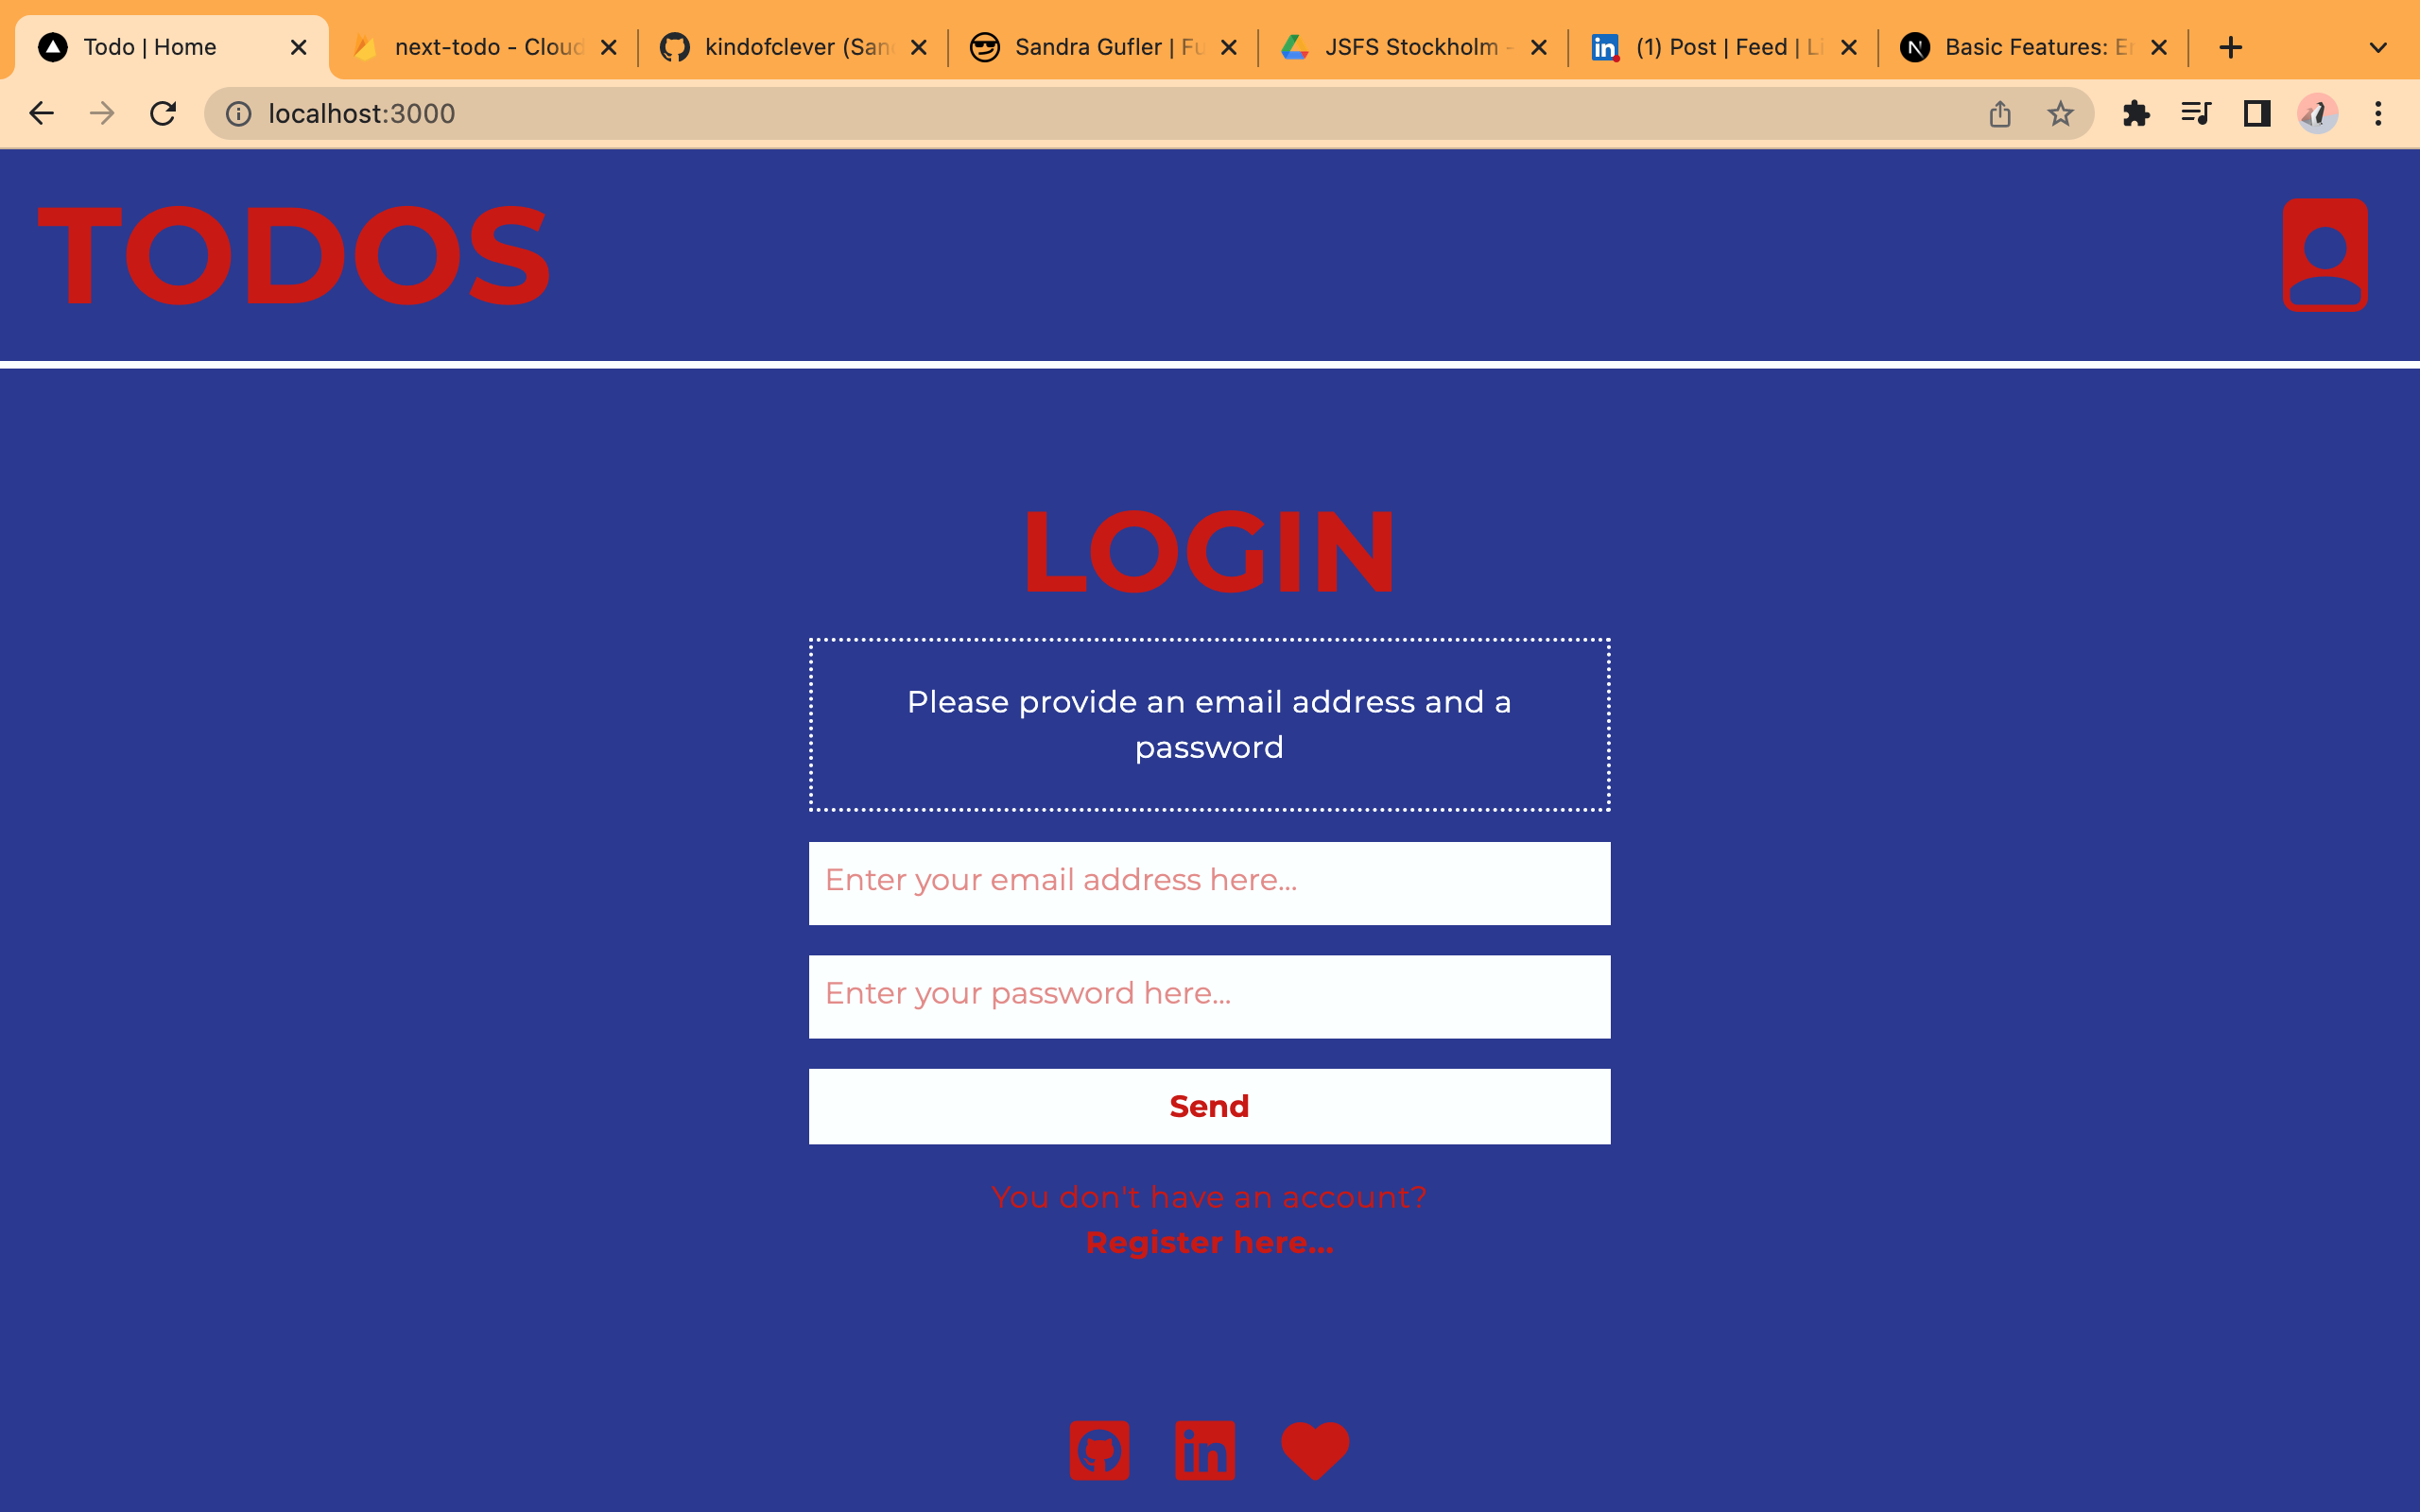 Todo | Home
next-todo - Cloud
kindofclever (San
Sandra Gufler | Fu
JSFS Stockholm -
(1) Post | Feed | Li
Basic Features: En
localhost:3000
TODOS
LOGIN
Please provide an email address and a
password
Enter your email address here...
Enter your password here...
Send
You don't have an account?
Register here...